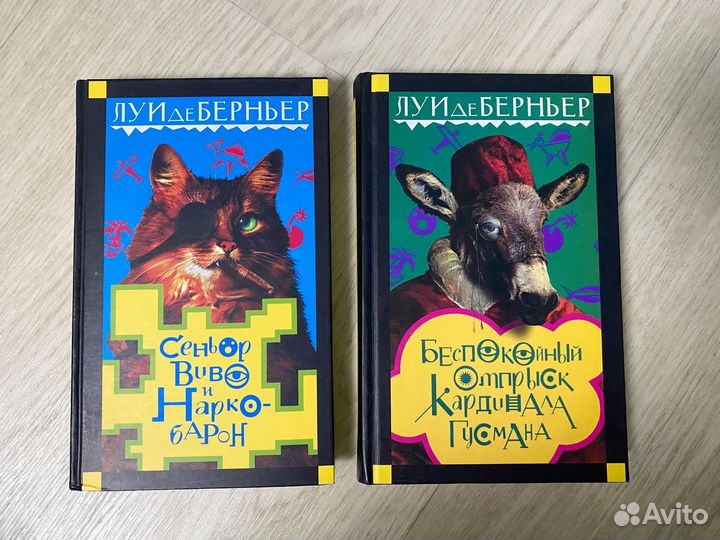 ЛУИ ДЕ БЕРНЬЕР
Сеньор
Виво
и
Нарко-
барон
ЛУИ ДЕ БЕРНЬЕР
Беспокойный
отпрыск
Кардинала
Гусмана
Avito